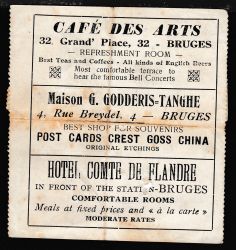 CAFÉ DES ARTS
32, Grand' Place, 32 - BRUGES
— REFRESHMENT ROOM —
Best Teas and Coffees - All kinds of English Beers
Most comfortable terrace to
hear the famous Bell Concerts
Maison G. GODDERIS-TANGHE
4, Rue Breydel, 4 — BRUGES
BEST SHOP FOR SOUVENIRS
POST CARDS CREST GOSS CHINA
ORIGINAL ETCHINGS
HOTEL COMTE DE FLANDRE
IN FRONT OF THE STATION-BRUGES
COMFORTABLE ROOMS
Meals at fixed prices and « à la carte »
MODERATE RATES